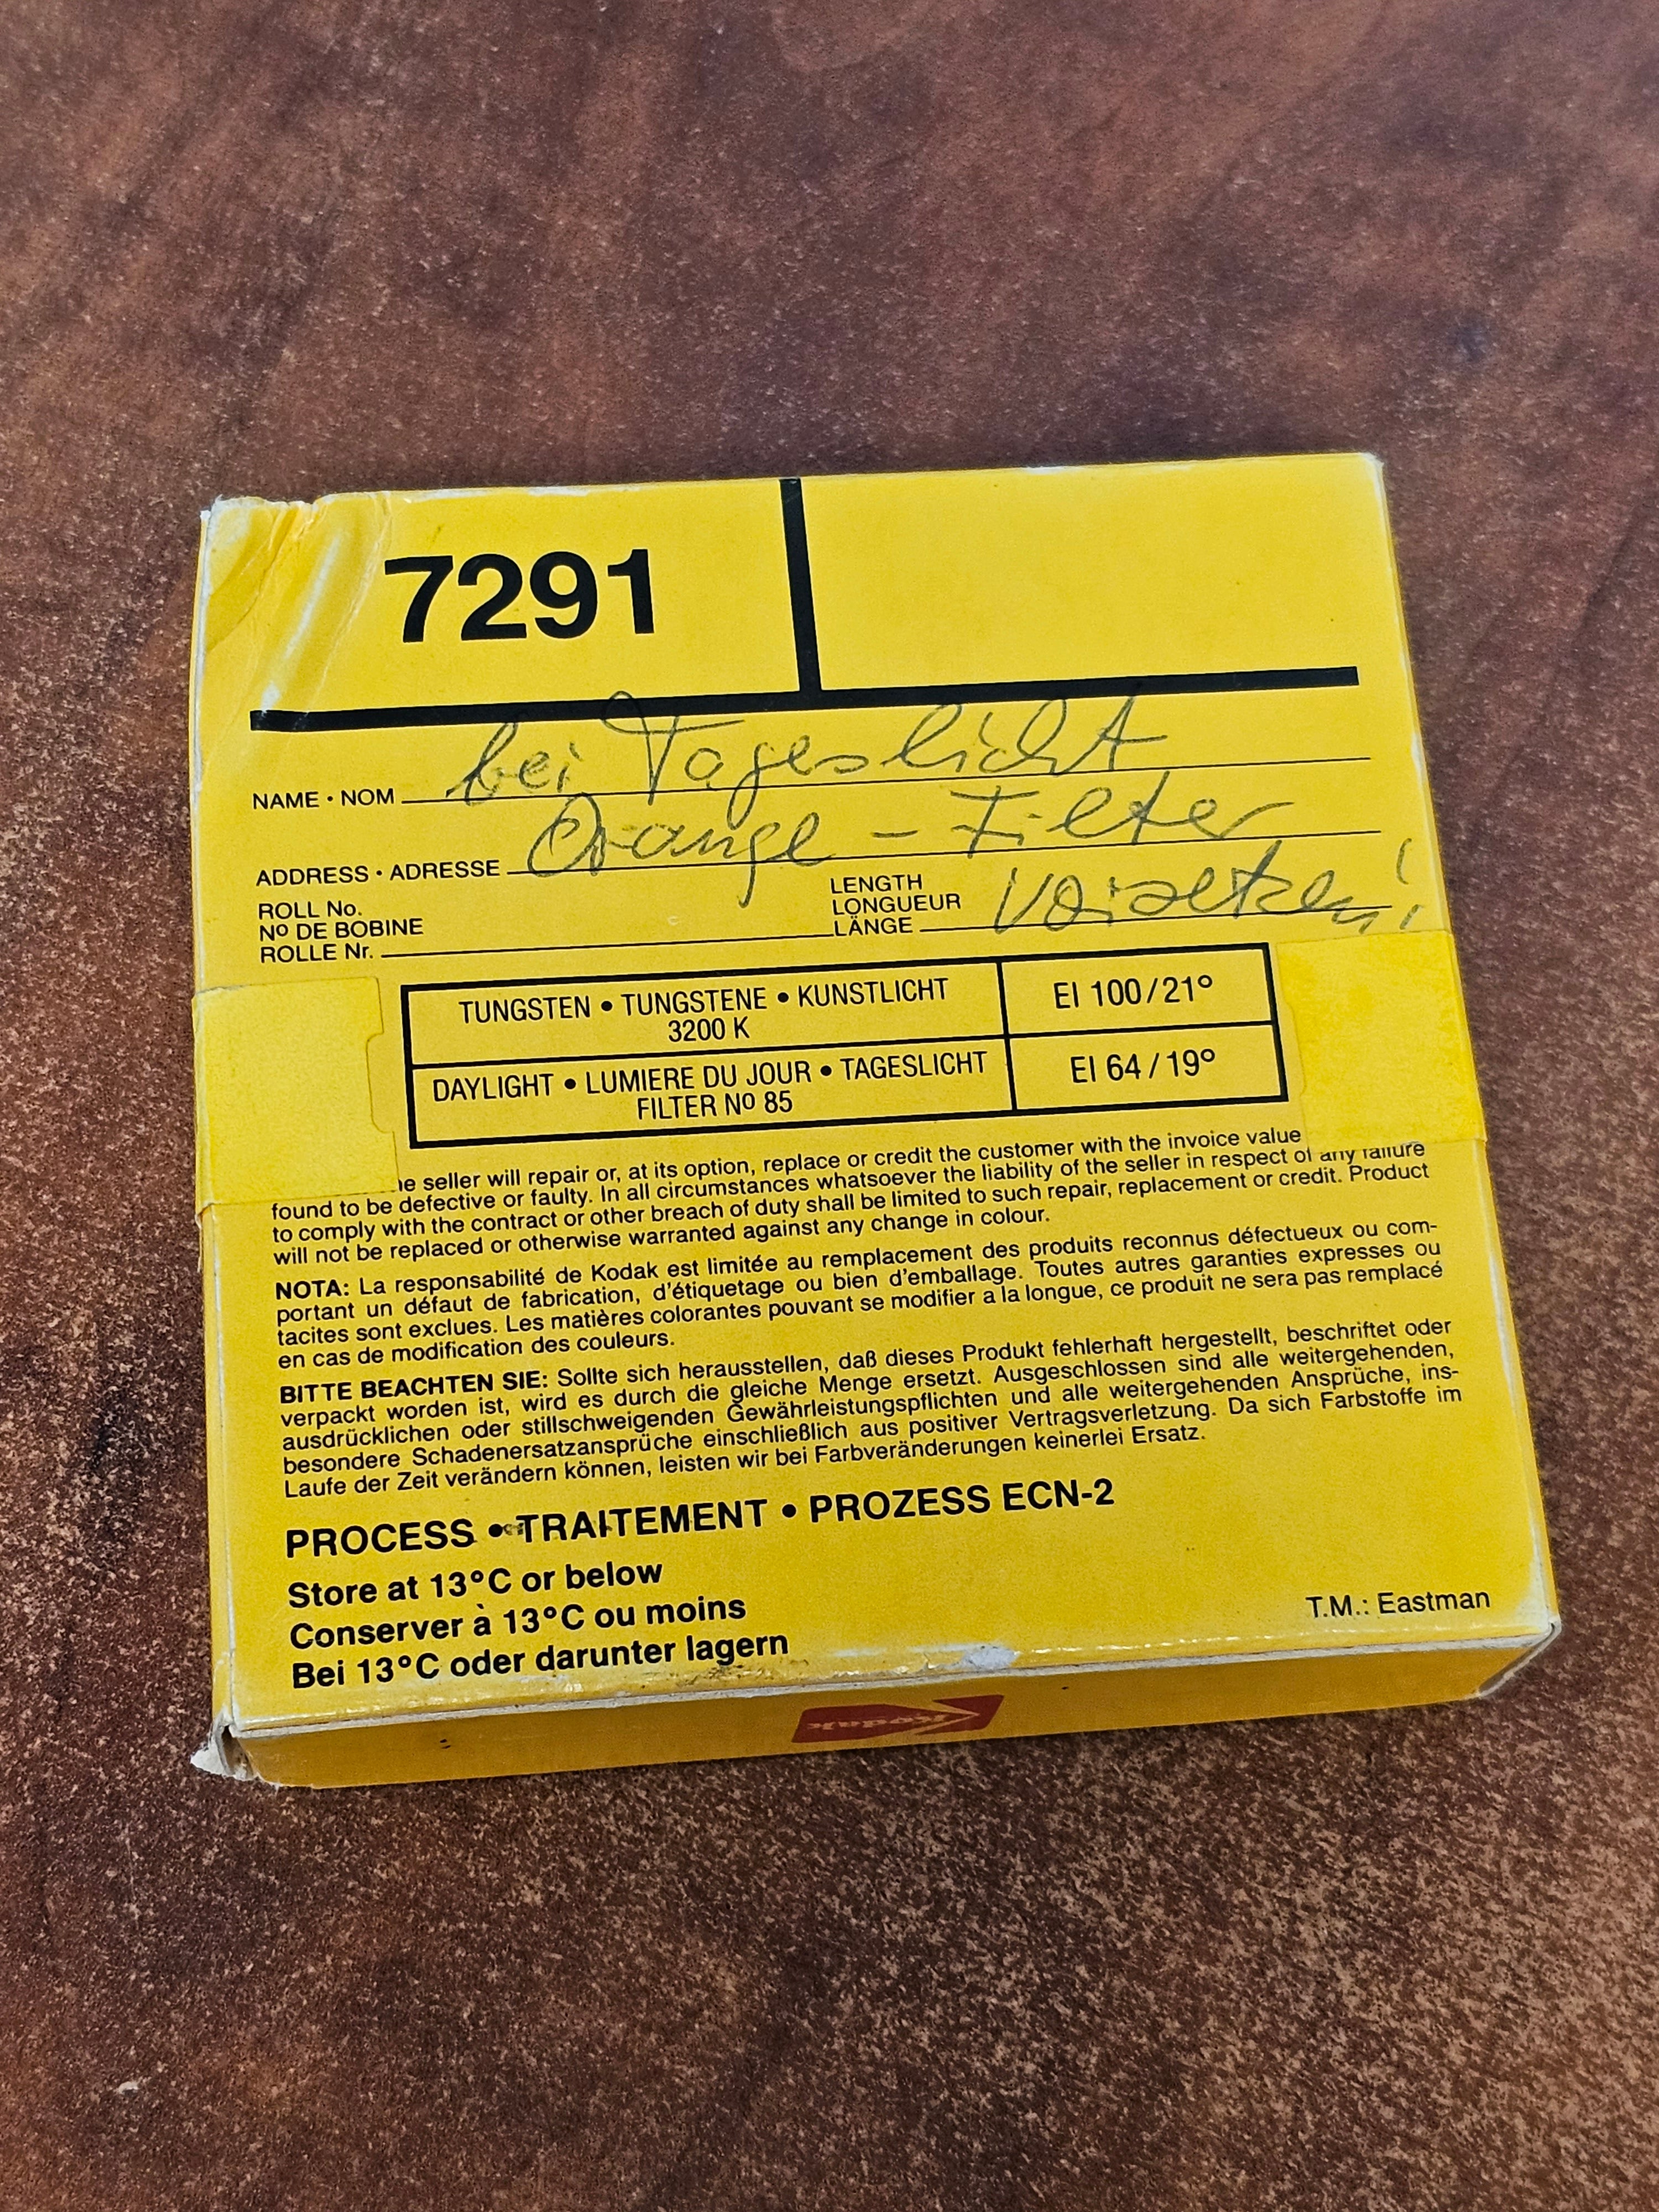 7291
bei Tageslicht
NAME • NOM
Orange - Filter
ADDRESS • ADRESSE
vorsetzen!
ROLL No.
Nº DE BOBINE
ROLLE Nr.
LENGTH
LONGUEUR
LÄNGE
TUNGSTEN • TUNGSTENE • KUNSTLICHT
3200 K
EI 100/21°
DAYLIGHT • LUMIERE DU JOUR • TAGESLICHT
FILTER Nº 85
EI 64/19°
seller will repair or, at its option, replace or credit the customer with the invoice value
found to be defective or faulty. In all circumstances whatsoever the liability of the seller in respect of any failure
to comply with the contract or other breach of duty shall be limited to such repair, replacement or credit. Product
will not be replaced or otherwise warranted against any change in colour.
NOTA: La responsabilité de Kodak est limitée au remplacement des produits reconnus défectueux ou com-
portant un défaut de fabrication, d'étiquetage ou bien d'emballage. Toutes autres garanties expresses ou
tacites sont exclues. Les matières colorantes pouvant se modifier a la longue, ce produit ne sera pas remplacé
en cas de modification des couleurs.
BITTE BEACHTEN SIE: Sollte sich herausstellen, daß dieses Produkt fehlerhaft hergestellt, beschriftet oder
verpackt worden ist, wird es durch die gleiche Menge ersetzt. Ausgeschlossen sind alle weitergehenden,
ausdrücklichen oder stillschweigenden Gewährleistungspflichten und alle weitergehenden Ansprüche, ins-
besondere Schadenersatzansprüche einschließlich aus positiver Vertragsverletzung. Da sich Farbstoffe im
Laufe der Zeit verändern können, leisten wir bei Farbveränderungen keinerlei Ersatz.
PROCESS • TRAITEMENT • PROZESS ECN-2
Store at 13°C or below
Conserver à 13°C ou moins
Bei 13°C oder darunter lagern
T.M.: Eastman
Kodak